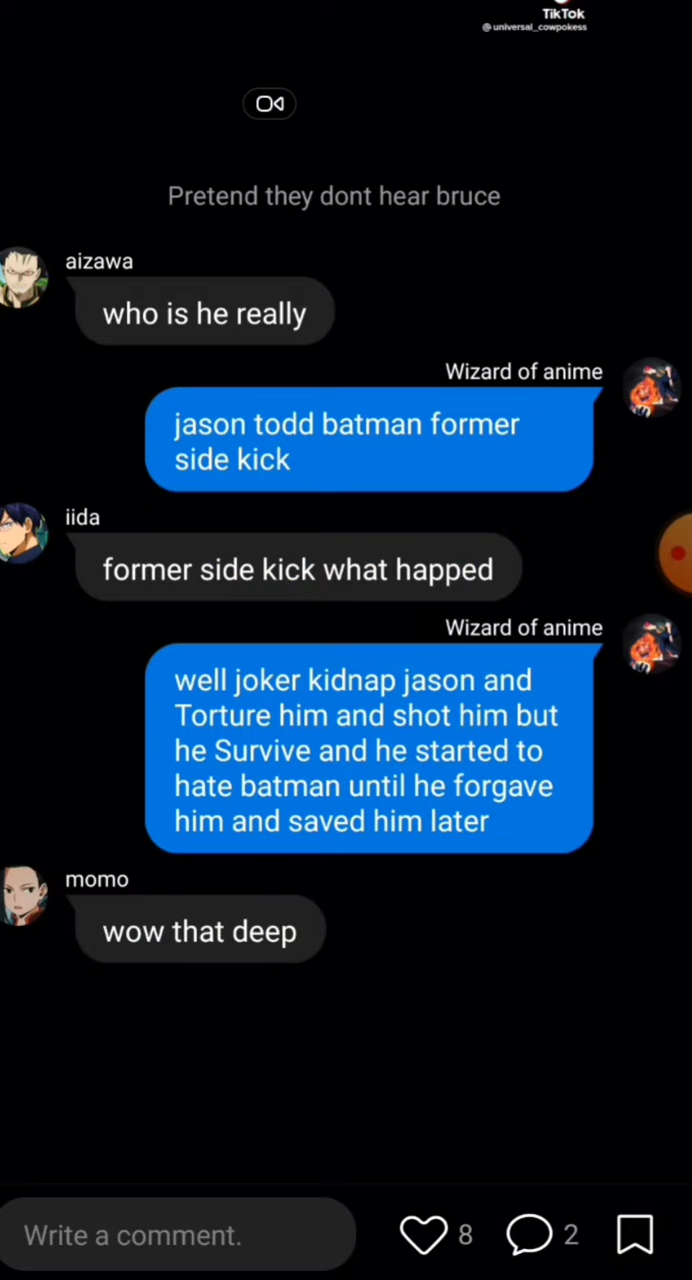 TikTok
@universal_cowpokess
Pretend they dont hear bruce
aizawa
who is he really
Wizard of anime
jason todd batman former
side kick
iida
former side kick what happed
Wizard of anime
well joker kidnap jason and
Torture him and shot him but
he Survive and he started to
hate batman until he forgave
him and saved him later
momo
wow that deep
Write a comment.
8
2